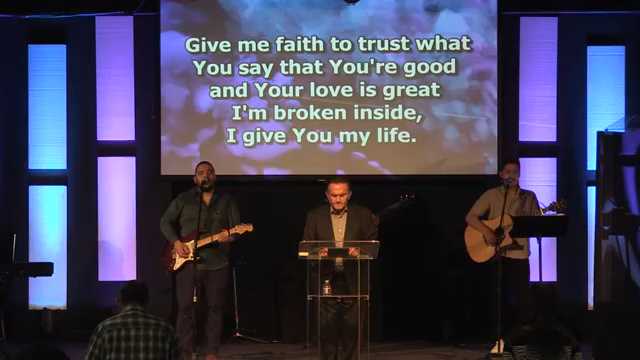 Give me faith to trust what
You say that You're good
and Your love is great
I'm broken inside,
I give You my life.